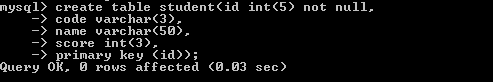 mysql> create table student(id int(5) not null,
-> code varchar(3),
-> name varchar(50),
-> score int(3),
-> primary key (id));
Query OK, 0 rows affected (0.03 sec)